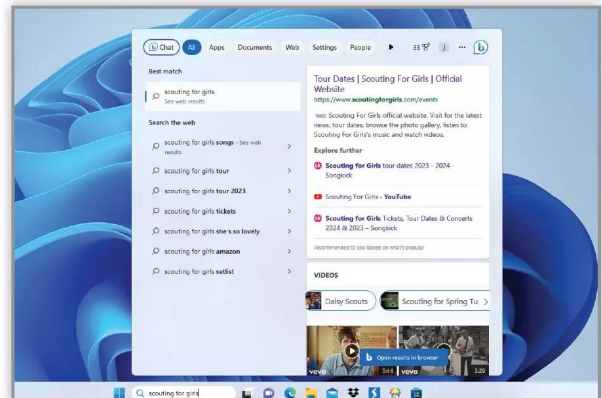 Chat
All
Apps
Documents
Web
Settings
People
33
J
...
Best match
scouting for girls
See web results
Search the web
scouting for girls songs - See web
results
scouting for girls tour
scouting for girls tour 2023
scouting for girls tickets
scouting for girls she's so lovely
scouting for girls amazon
scouting for girls setlist
Tour Dates | Scouting For Girls | Official
Website
https://www.scoutingforgirls.com/events
Web Scouting For Girls official website. Visit for the latest
news, tour dates, browse the photo gallery, listen to
Scouting For Girls's music and watch videos.
Explore further
Scouting for Girls tour dates 2023 - 2024 -
Songkick
Scouting For Girls - YouTube
Scouting for Girls Tickets, Tour Dates & Concerts
2024 & 2023 – Songkick
Recommended to you based on what's popular
VIDEOS
Daisy Scouts
Scouting for Spring Tu
Open results in browser
vevo
3:44
vevo
3:29
scouting for girls